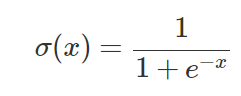 σ(x) = 1 / (1 + e^{−x})